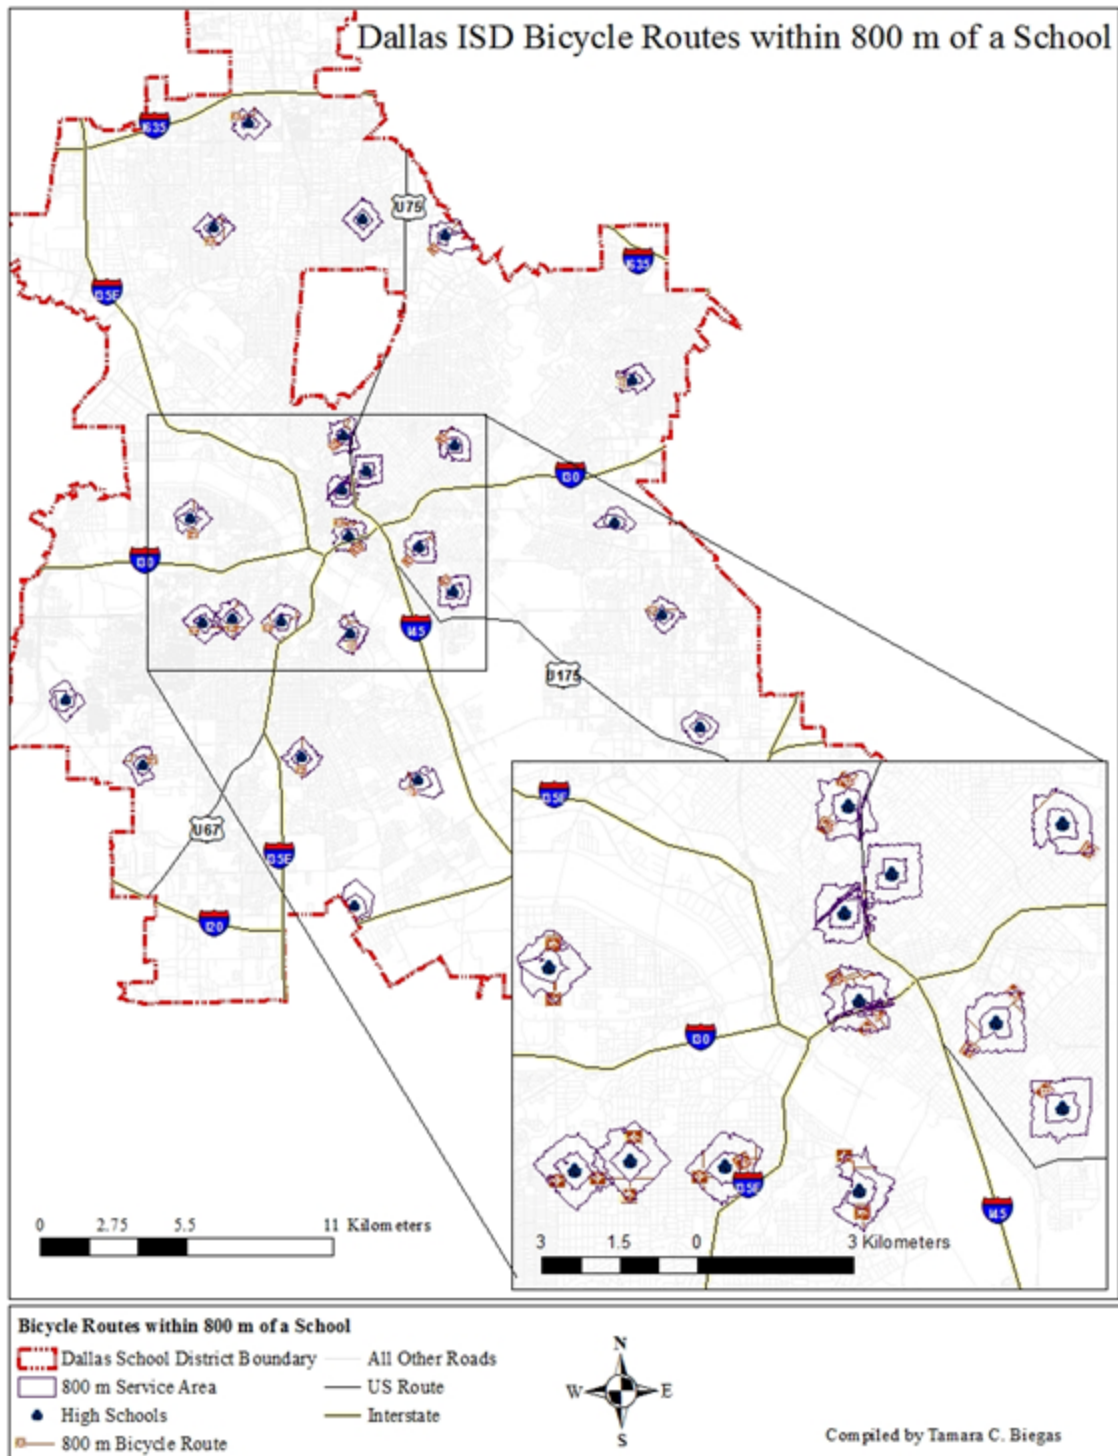 Dallas ISD Bicycle Routes within 800 m of a School
I635
U75
I635
I35E
I30
I30
I45
U175
U67
I35E
I20
I35E
I30
I35E
I45
0 2.75 5.5 11 Kilometers
3 1.5 0 3 Kilometers
Bicycle Routes within 800 m of a School
Dallas School District Boundary
800 m Service Area
High Schools
800 m Bicycle Route
All Other Roads
US Route
Interstate
N
W E
S
Compiled by Tamara C. Biegas